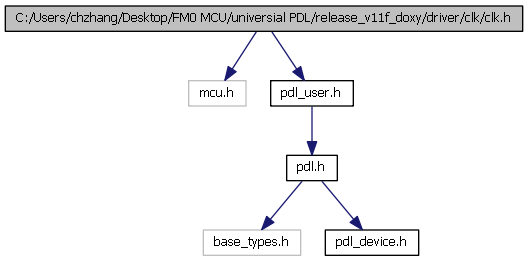 C:/Users/chzhang/Desktop/FM0 MCU/universial PDL/release_v11f_doxy/driver/clk/clk.h
mcu.h
pdl_user.h
pdl.h
base_types.h
pdl_device.h